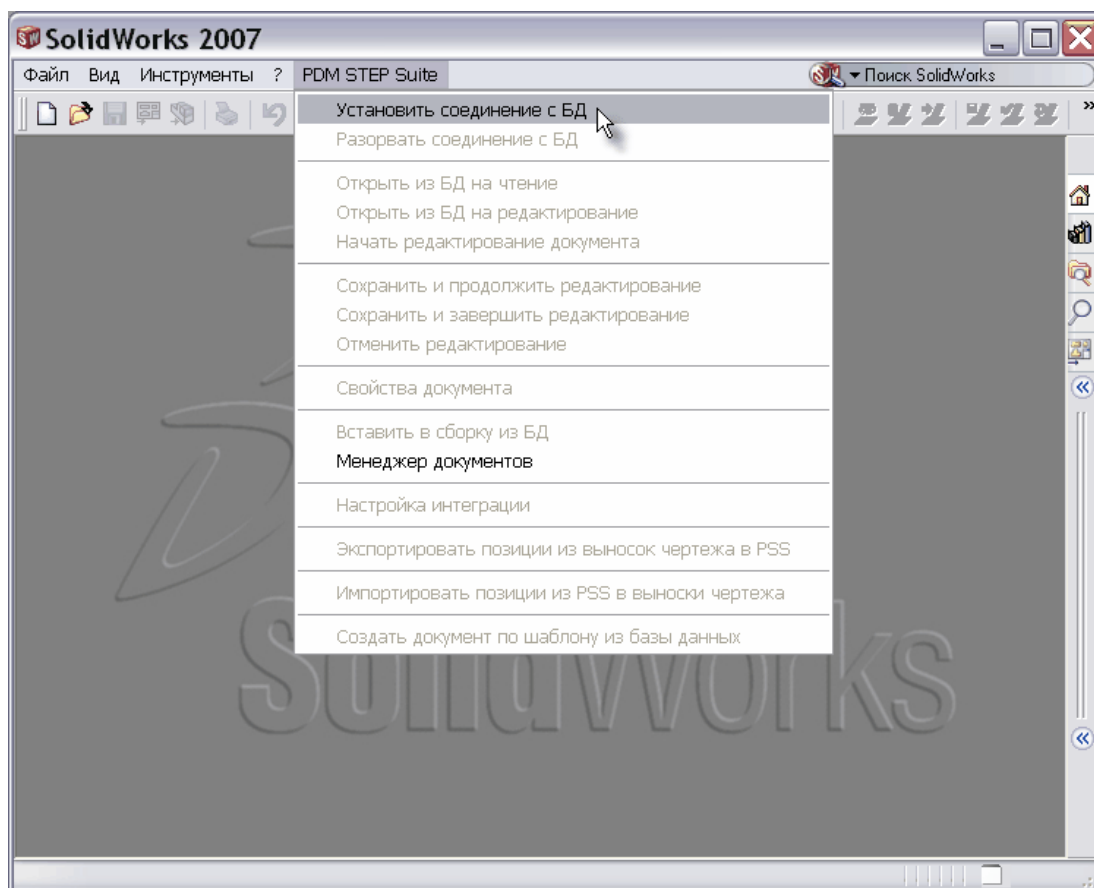 SolidWorks 2007
Файл Вид Инструменты ? PDM STEP Suite Поиск SolidWorks
Установить соединение с БД
Разорвать соединение с БД
Открыть из БД на чтение
Открыть из БД на редактирование
Начать редактирование документа
Сохранить и продолжить редактирование
Сохранить и завершить редактирование
Отменить редактирование
Свойства документа
Вставить в сборку из БД
Менеджер документов
Настройка интеграции
Экспортировать позиции из выносок чертежа в PSS
Импортировать позиции из PSS в выноски чертежа
Создать документ по шаблону из базы данных
SolidWorks